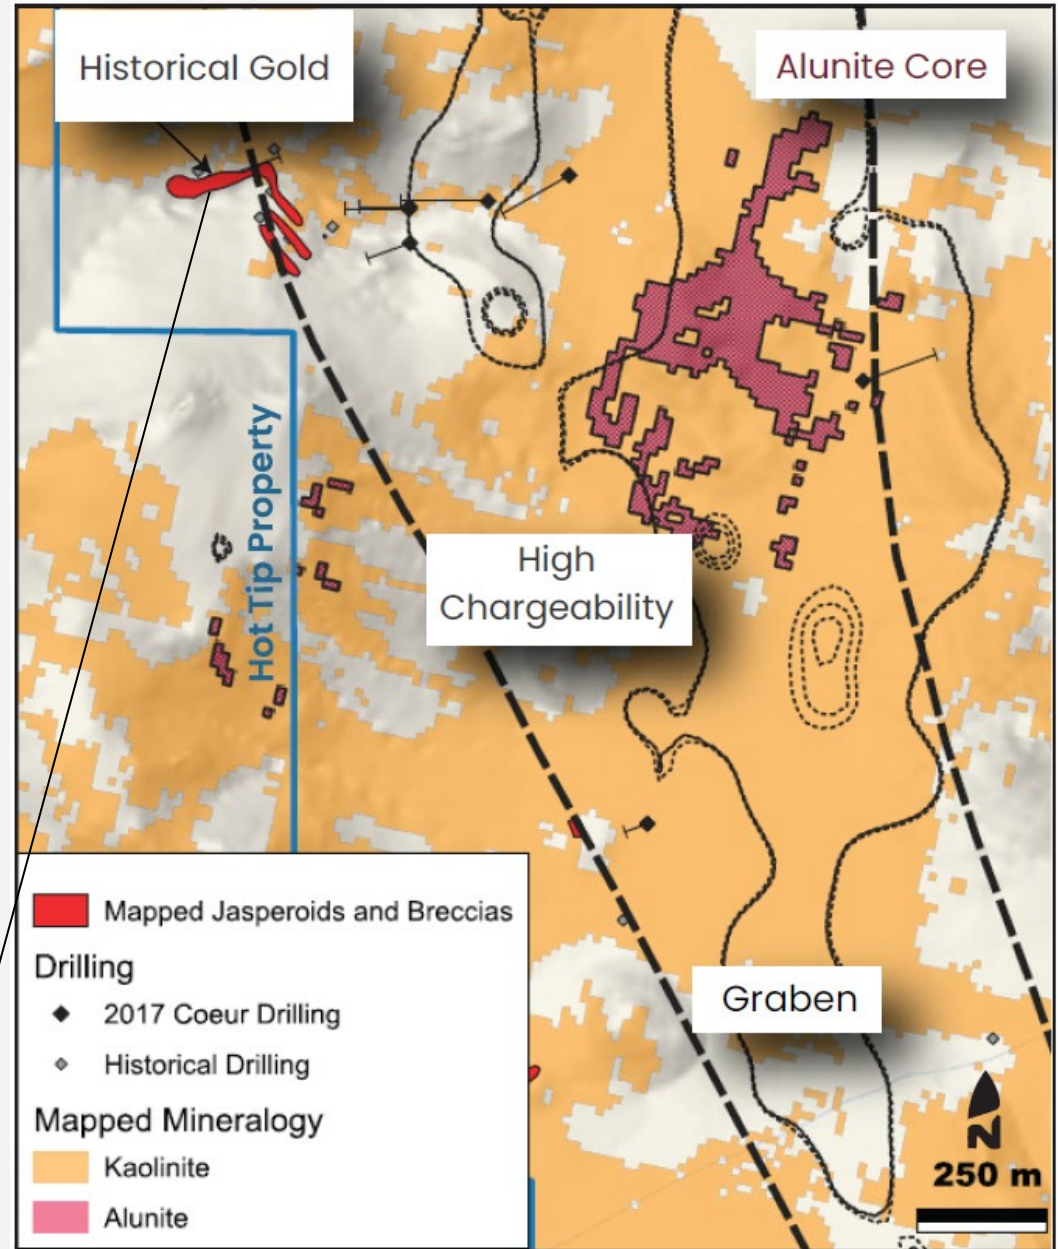 Historical Gold
Alunite Core
Hot Tip Property
High
Chargeability
Graben
Mapped Jasperoids and Breccias
Drilling
2017 Coeur Drilling
Historical Drilling
Mapped Mineralogy
Kaolinite
Alunite
N
250 m